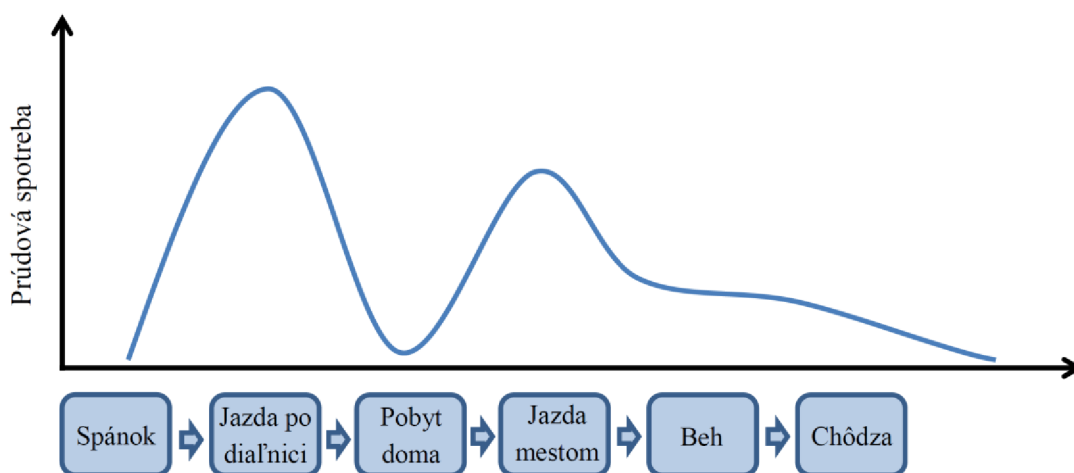 Prúdová spotreba
Spánok
Jazda po
diaľnici
Pobyt
doma
Jazda
mestom
Beh
Chôdza